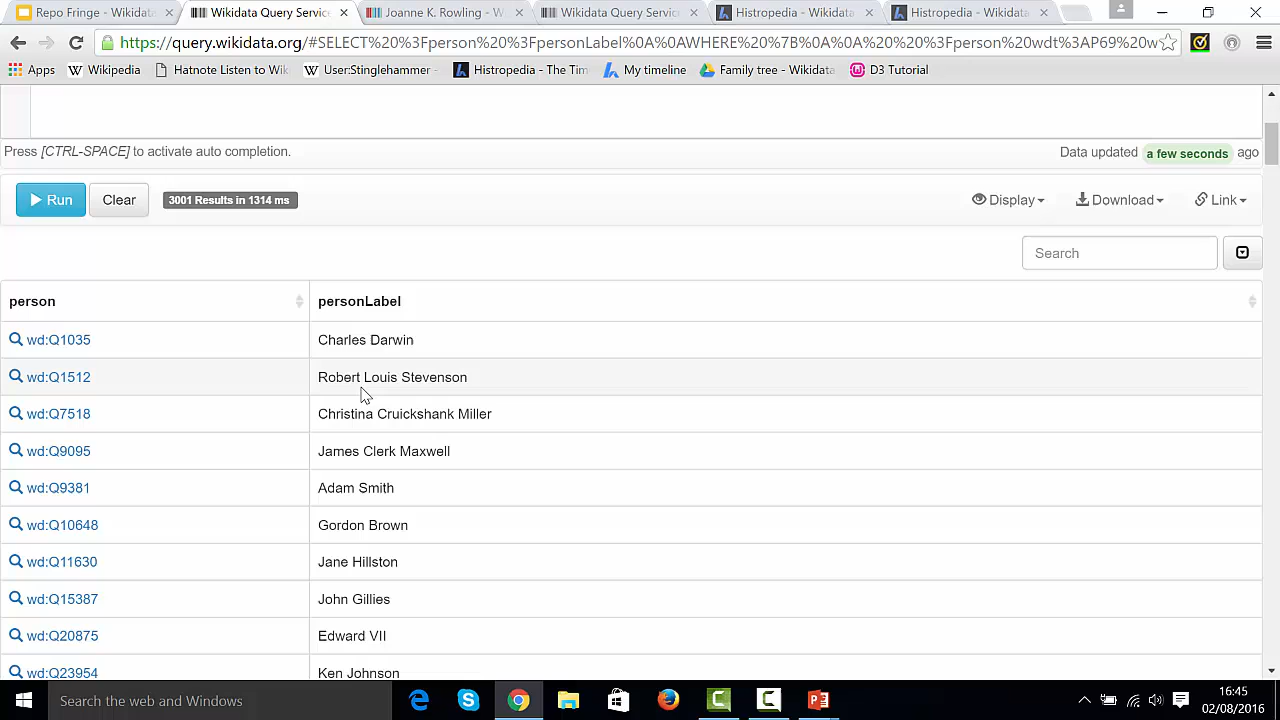 Repo Fringe - Wikidat
Wikidata Query Servic
Joanne K. Rowling - W
Wikidata Query Servic
Histropedia - Wikidat
Histropedia - Wikidat
https://query.wikidata.org/#SELECT%20%3Fperson%20%3FpersonLabel%0A%0AWHERE%20%7B%0A%0A%20%20%3Fperson%20wdt%3AP69%20w
Apps
Wikipedia
Hatnote Listen to Wik
User:Stinglehammer -
Histropedia - The Tim
My timeline
Family tree - Wikidata
D3 Tutorial
Press [CTRL-SPACE] to activate auto completion.
Data updated a few seconds ago
Run
Clear
3001 Results in 1314 ms
Display
Download
Link
Search
person personLabel
wd:Q1035 Charles Darwin
wd:Q1512 Robert Louis Stevenson
wd:Q7518 Christina Cruickshank Miller
wd:Q9095 James Clerk Maxwell
wd:Q9381 Adam Smith
wd:Q10648 Gordon Brown
wd:Q11630 Jane Hillston
wd:Q15387 John Gillies
wd:Q20875 Edward VII
wd:Q23954 Ken Johnson
Search the web and Windows
16:45
02/08/2016